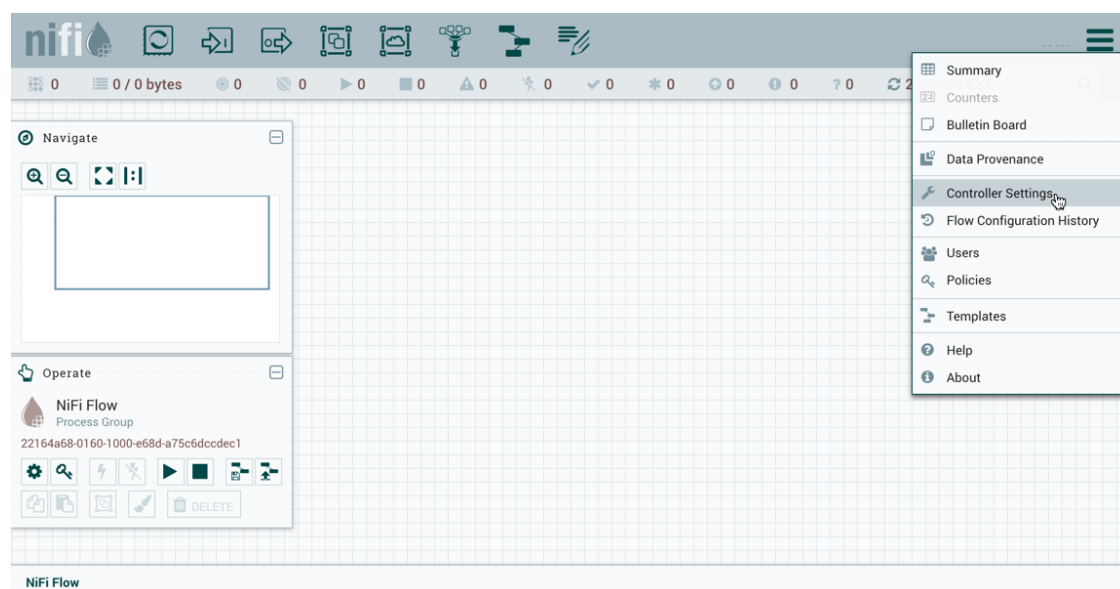 nifi
0 0 / 0 bytes 0 0 0 0 0 0 0 0 0 0 ? 0 2
Summary
23 Counters
Bulletin Board
Data Provenance
Controller Settings
Flow Configuration History
Users
Policies
Templates
Help
About
Navigate
Operate
NiFi Flow
Process Group
22164a68-0160-1000-e68d-a75c6dccdec1
DELETE
NiFi Flow